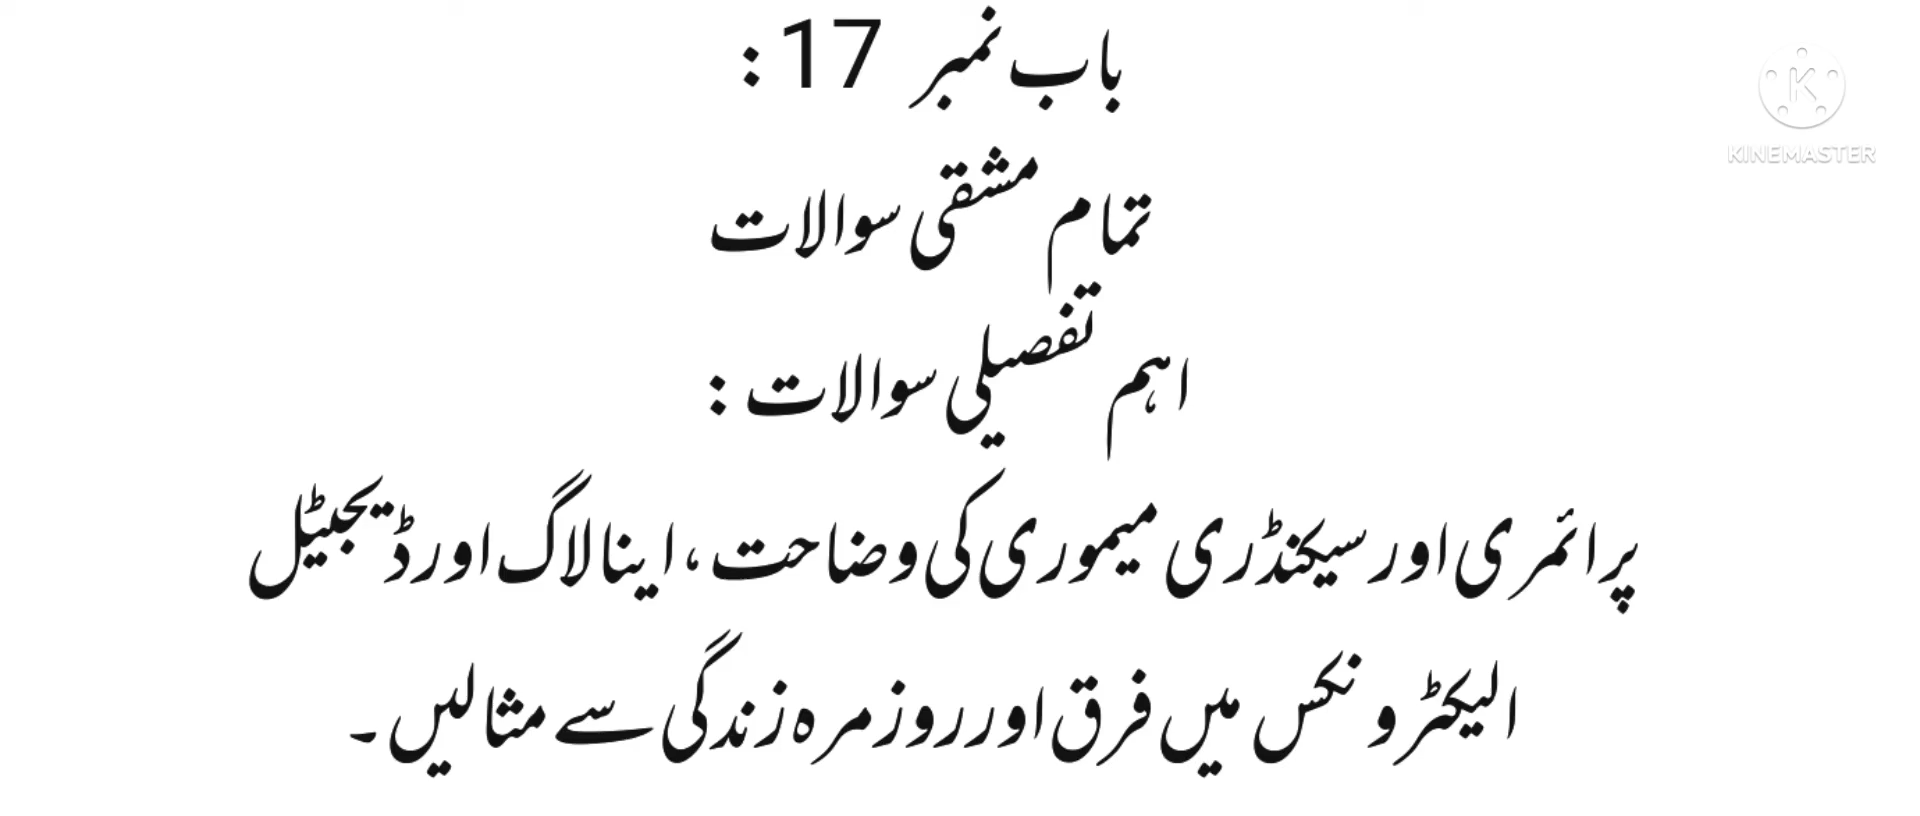 باب نمبر 17:
تمام مشقی سوالات
اہم تفصیلی سوالات:
پرائمری اور سیکنڈری میموری کی وضاحت، اینالاگ اور ڈیجیٹل
الیکٹرونکس میں فرق اور روزمرہ زندگی سے مثالیں۔
K
KINEMASTER